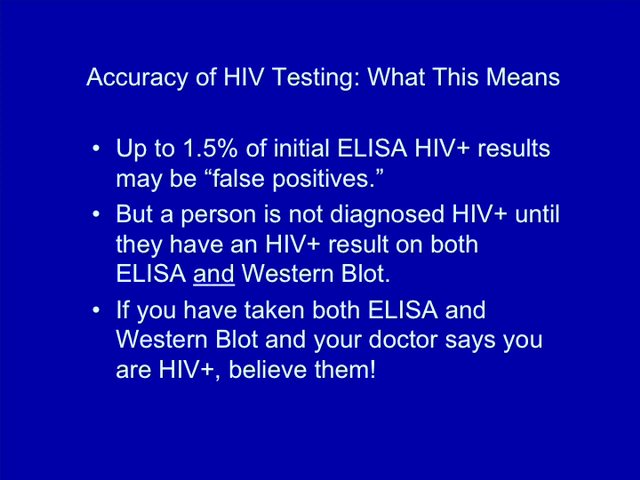 Accuracy of HIV Testing: What This Means
• Up to 1.5% of initial ELISA HIV+ results
may be “false positives.”
• But a person is not diagnosed HIV+ until
they have an HIV+ result on both
ELISA and Western Blot.
• If you have taken both ELISA and
Western Blot and your doctor says you
are HIV+, believe them!